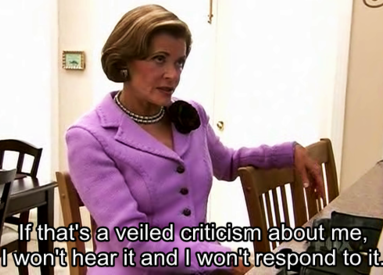 If that's a veiled criticism about me,
I won't hear it and I won't respond to it.